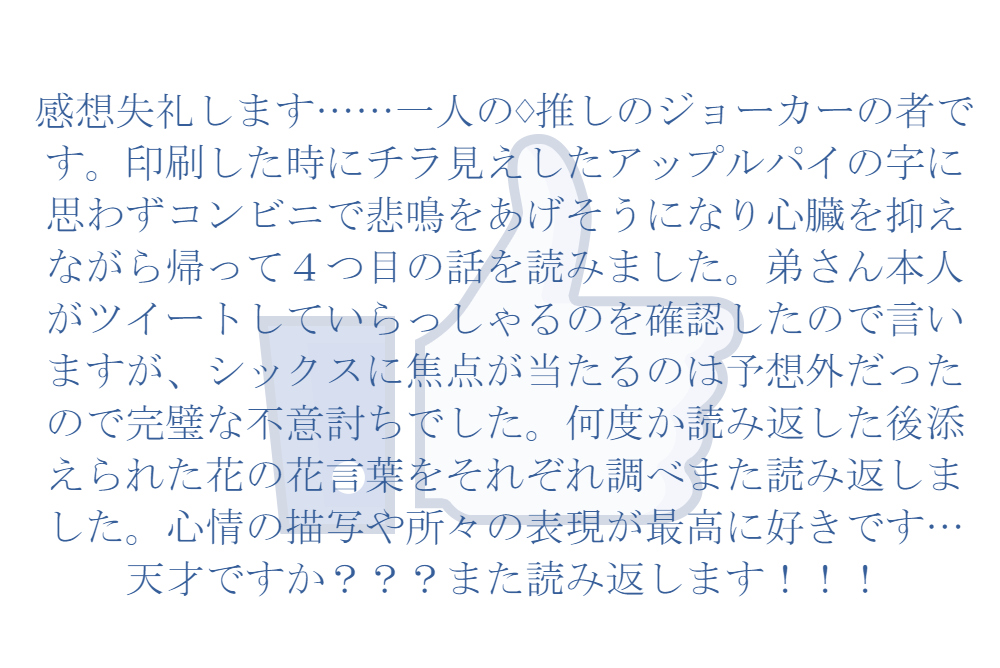 感想失礼します……一人の◇推しのジョーカーの者で
す。印刷した時にチラ見えしたアップルパイの字に
思わずコンビニで悲鳴をあげそうになり心臓を抑え
ながら帰って４つ目の話を読みました。弟さん本人
がツイートしていらっしゃるのを確認したので言い
ますが、シックスに焦点が当たるのは予想外だった
ので完璧な不意討ちでした。何度か読み返した後添
えられた花の花言葉をそれぞれ調べまた読み返しま
した。心情の描写や所々の表現が最高に好きです…
天才ですか？？？また読み返します！！！